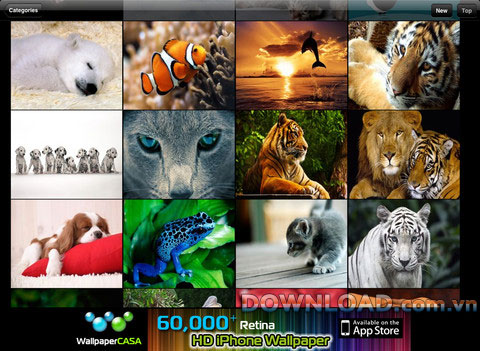 Categories
New
Top
DOWNLOAD.com.vn
WallpaperCASA
60,000+ Retina
HD iPhone Wallpaper
Available on the
App Store